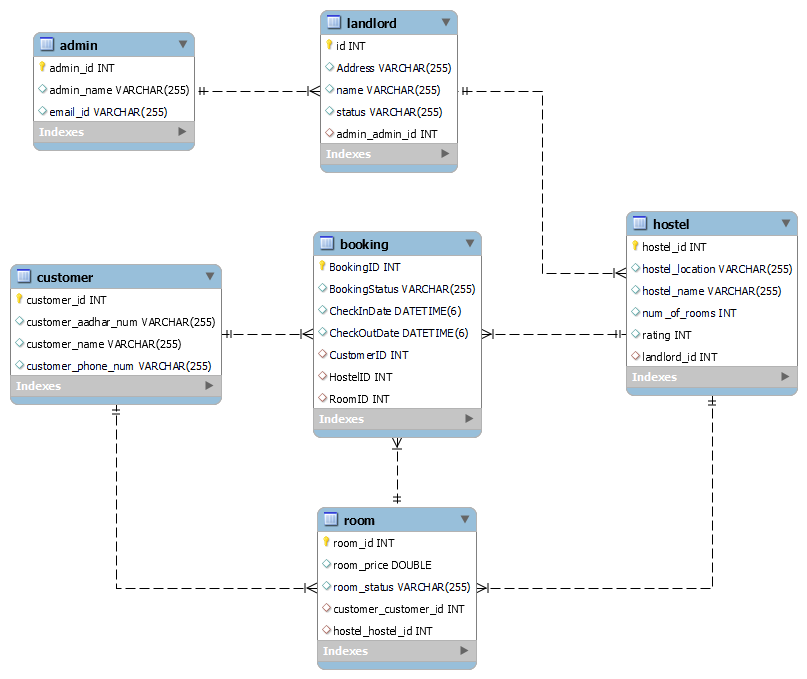 admin
admin_id INT
admin_name VARCHAR(255)
email_id VARCHAR(255)
Indexes
landlord
id INT
Address VARCHAR(255)
name VARCHAR(255)
status VARCHAR(255)
admin_admin_id INT
Indexes
hostel
hostel_id INT
hostel_location VARCHAR(255)
hostel_name VARCHAR(255)
num_of_rooms INT
rating INT
landlord_id INT
Indexes
booking
BookingID INT
BookingStatus VARCHAR(255)
CheckInDate DATETIME(6)
CheckOutDate DATETIME(6)
CustomerID INT
HostelID INT
RoomID INT
Indexes
customer
customer_id INT
customer_aadhar_num VARCHAR(255)
customer_name VARCHAR(255)
customer_phone_num VARCHAR(255)
Indexes
room
room_id INT
room_price DOUBLE
room_status VARCHAR(255)
customer_customer_id INT
hostel_hostel_id INT
Indexes